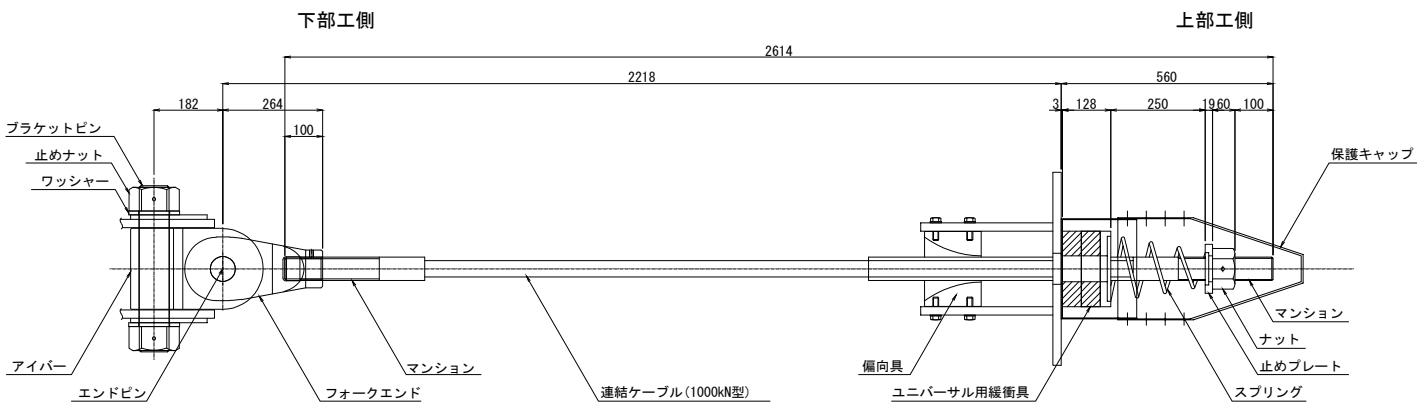 下部工側
上部工側
2614
2218
560
182
264
3
128
250
19
60
100
100
ブラケットピン
止めナット
ワッシャー
保護キャップ
アイバー
エンドピン
フォークエンド
マンション
連結ケーブル(1000kN型)
偏向具
ユニバーサル用緩衝具
マンション
ナット
止めプレート
スプリング